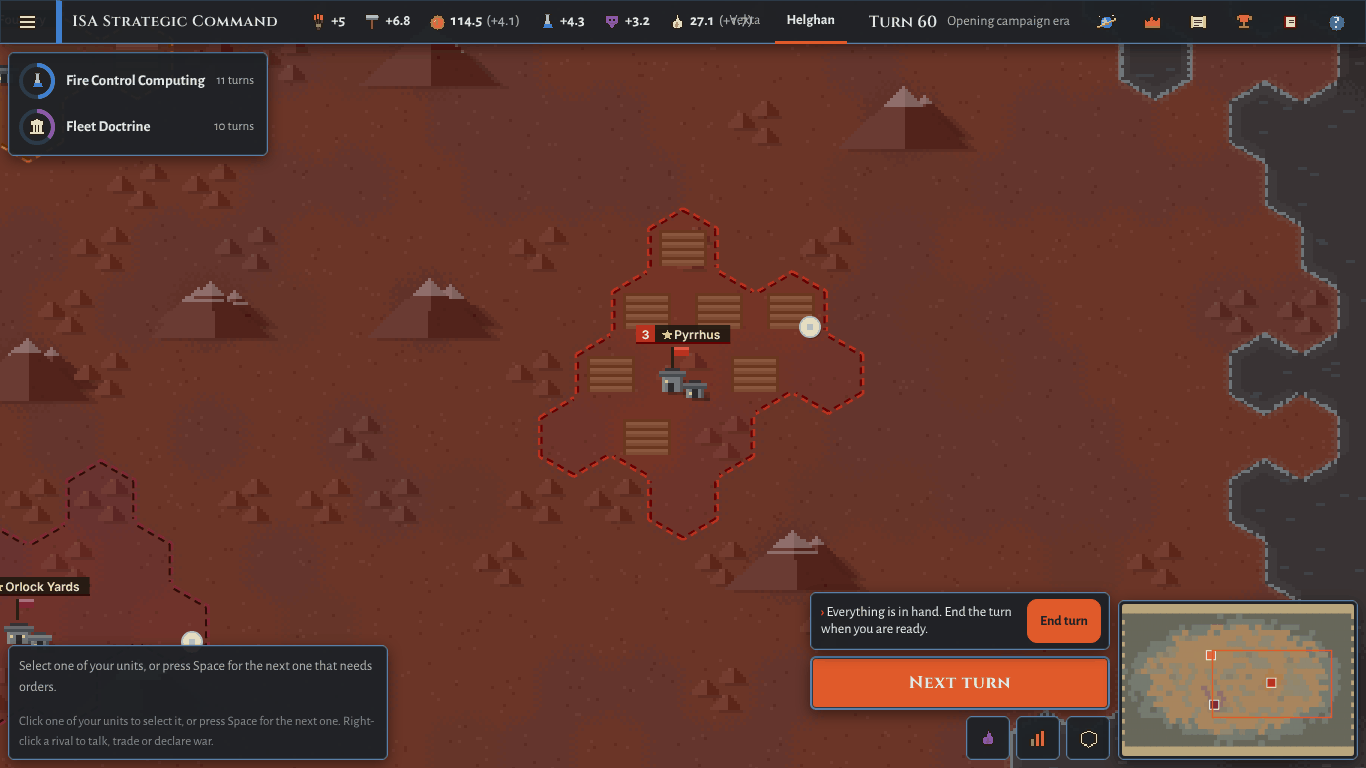 ISA Strategic Command
+5
+6.8
114.5 (+4.1)
+4.3
+3.2
27.1
Helghan
Turn 60
Opening campaign era
Fire Control Computing
11 turns
Fleet Doctrine
10 turns
3 ★Pyrrhus
Orlock Yards
Select one of your units, or press Space for the next one that needs
orders.
Click one of your units to select it, or press Space for the next one. Right-
click a rival to talk, trade or declare war.
› Everything is in hand. End the turn
when you are ready.
End turn
Next turn
?